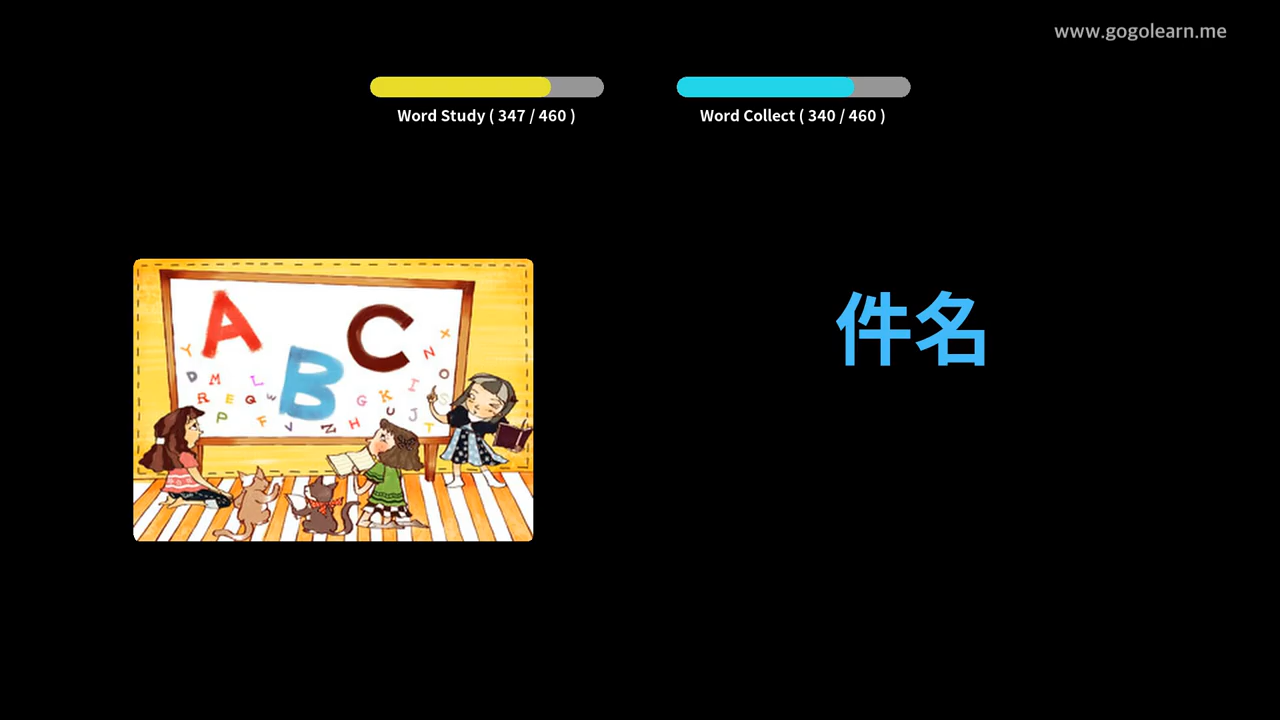 www.gogolearn.me
Word Study ( 347 / 460 )
Word Collect ( 340 / 460 )
件名
A
B
C
X
Y
N
D
M
L
O
R
E
Q
W
G
K
I
S
P
F
V
Z
H
U
J
T